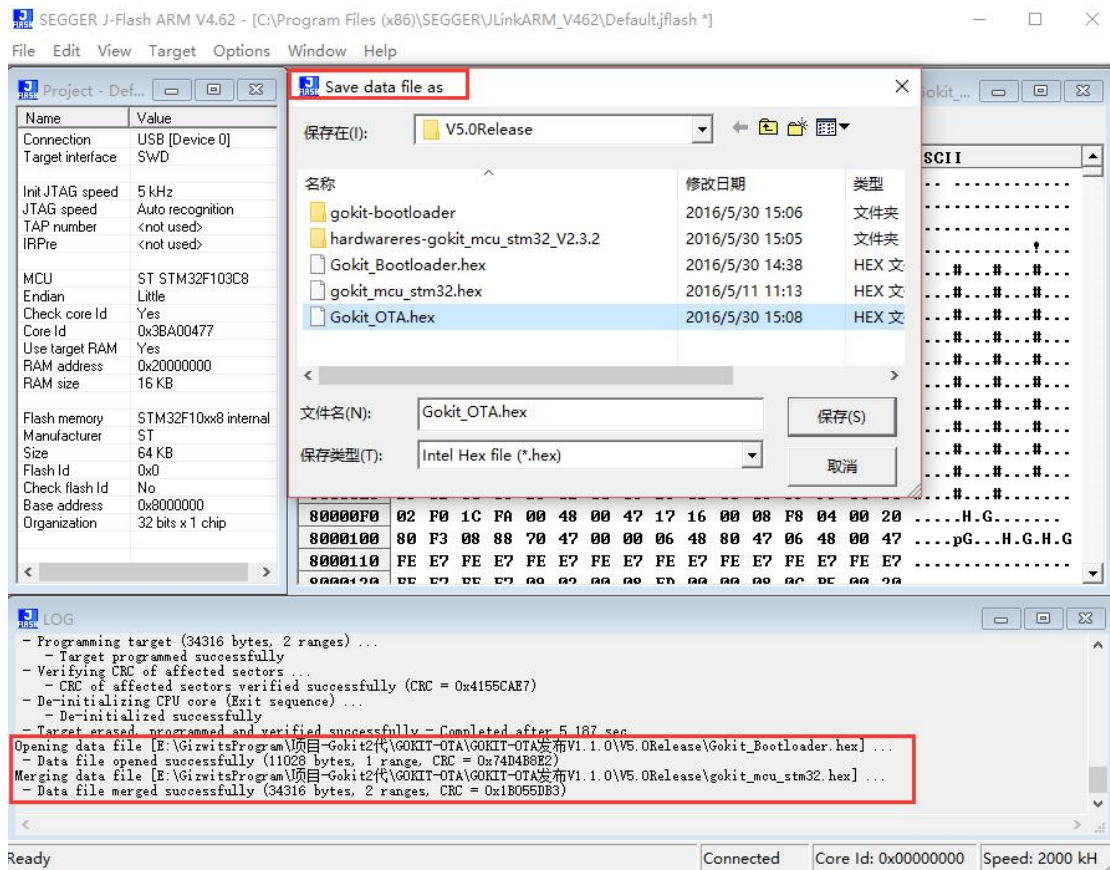 SEGGER J-Flash ARM V4.62 - [C:\Program Files (x86)\SEGGER\JLinkARM_V462\Default.jflash *]
File Edit View Target Options Window Help
Project - Def...
Name Value
Connection USB [Device 0]
Target interface SWD
Init JTAG speed 5 kHz
JTAG speed Auto recognition
TAP number <not used>
IRPre <not used>
MCU ST STM32F103C8
Endian Little
Check core Id Yes
Core Id 0x3BA00477
Use target RAM Yes
RAM address 0x20000000
RAM size 16 KB
Flash memory STM32F10xx8 internal
Manufacturer ST
Size 64 KB
Flash Id 0x0
Check flash Id No
Base address 0x8000000
Organization 32 bits x 1 chip
Save data file as
保存在(I): V5.0Release
名称 修改日期 类型
gokit-bootloader 2016/5/30 15:06 文件夹
hardwareres-gokit_mcu_stm32_V2.3.2 2016/5/30 15:05 文件夹
Gokit_Bootloader.hex 2016/5/30 14:38 HEX 文
gokit_mcu_stm32.hex 2016/5/11 11:13 HEX 文
Gokit_OTA.hex 2016/5/30 15:08 HEX 文
文件名(N): Gokit_OTA.hex 保存(S)
保存类型(T): Intel Hex file (*.hex) 取消
okit_...
SCII
.. ............
...............
...............
............!...
...#...#...#...
...#...#...#...
...#...#...#...
...#...#...#...
...#...#...#...
...#...#...#...
...#...#...#...
...#...#...#...
...#...#...#...
...#...#.......
80000F0 02 F0 1C FA 00 48 00 47 17 16 00 08 F8 04 00 20 .....H.G.......
8000100 80 F3 08 88 70 47 00 00 06 48 80 47 06 48 00 47 ....pG...H.G.H.G
8000110 FE E7 FE E7 FE E7 FE E7 FE E7 FE E7 FE E7 FE E7 ................
LOG
- Programming target (34316 bytes, 2 ranges) ...
- Target programmed successfully
- Verifying CRC of affected sectors ...
- CRC of affected sectors verified successfully (CRC = 0x4155CAE7)
- De-initializing CPU core (Exit sequence) ...
- De-initialized successfully
- Target erased, programmed and verified successfully - Completed after 5.187 sec
Opening data file [E:\GizwitsProgram\项目-Gokit2代\GOKIT-OTA\GOKIT-OTA发布V1.1.0\V5.0Release\Gokit_Bootloader.hex] ...
- Data file opened successfully (11028 bytes, 1 range, CRC = 0x74D4B8E2)
Merging data file [E:\GizwitsProgram\项目-Gokit2代\GOKIT-OTA\GOKIT-OTA发布V1.1.0\V5.0Release\gokit_mcu_stm32.hex] ...
- Data file merged successfully (34316 bytes, 2 ranges, CRC = 0x1B055DB3)
Ready Connected Core Id: 0x00000000 Speed: 2000 kH